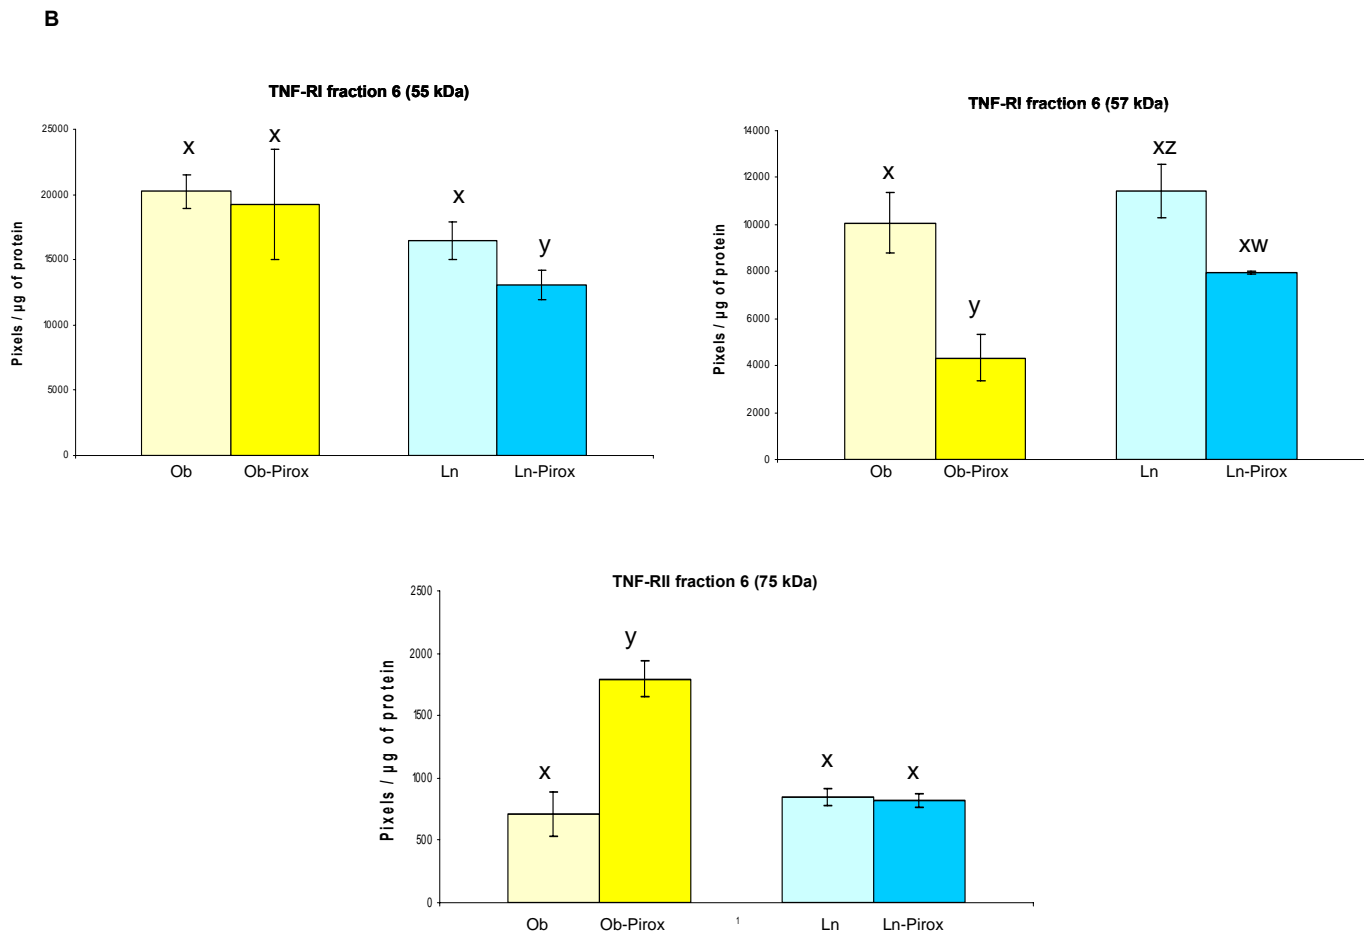 B
TNF-RI fraction 6 (55 kDa)
Pixels / µg of protein
25000
20000
15000
10000
5000
0
x
x
x
y
Ob
Ob-Pirox
Ln
Ln-Pirox
TNF-RI fraction 6 (57 kDa)
Pixels / µg of protein
14000
12000
10000
8000
6000
4000
2000
0
x
y
xz
xw
Ob
Ob-Pirox
Ln
Ln-Pirox
TNF-RII fraction 6 (75 kDa)
Pixels / µg of protein
2500
2000
1500
1000
500
0
x
y
x
x
Ob
Ob-Pirox
1
Ln
Ln-Pirox